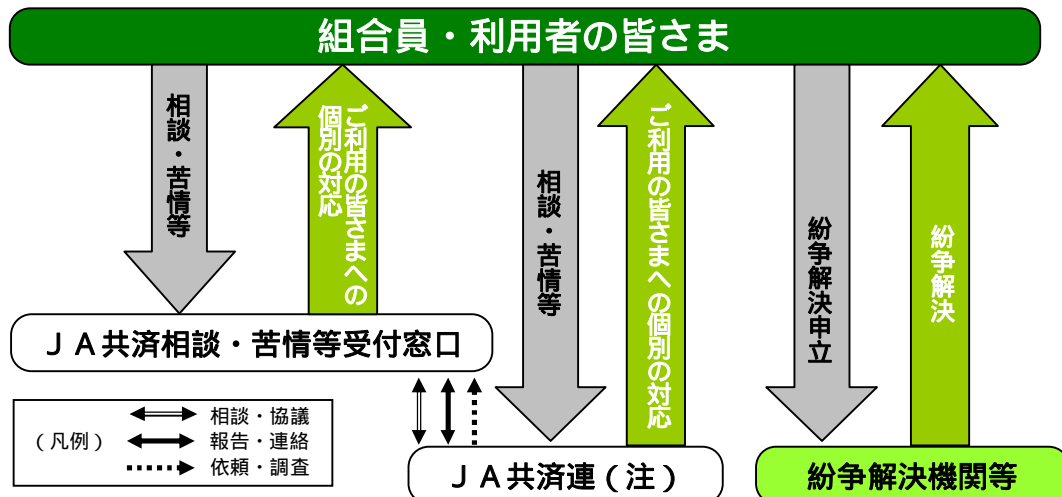 組合員・利用者の皆さま
相談・苦情等
ご利用の皆さまへの
個別の対応
相談・苦情等
ご利用の皆さまへの個別の対応
紛争解決申立
紛争解決
ＪＡ共済相談・苦情等受付窓口
（凡例）
相談・協議
報告・連絡
依頼・調査
ＪＡ共済連（注）
紛争解決機関等